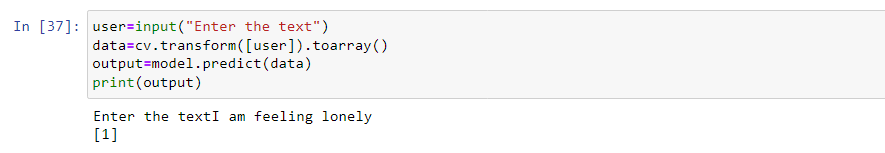 In [37]: user=input("Enter the text")
data=cv.transform([user]).toarray()
output=model.predict(data)
print(output)
Enter the textI am feeling lonely
[1]